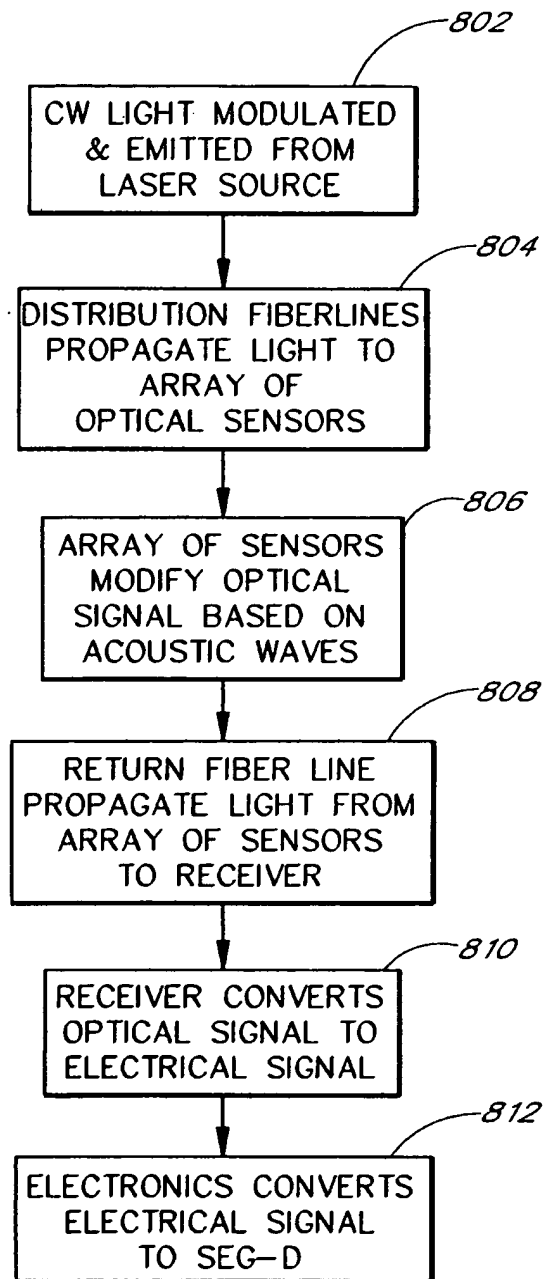 802
CW LIGHT MODULATED
& EMITTED FROM
LASER SOURCE
804
DISTRIBUTION FIBERLINES
PROPAGATE LIGHT TO
ARRAY OF
OPTICAL SENSORS
806
ARRAY OF SENSORS
MODIFY OPTICAL
SIGNAL BASED ON
ACOUSTIC WAVES
808
RETURN FIBER LINE
PROPAGATE LIGHT FROM
ARRAY OF SENSORS
TO RECEIVER
810
RECEIVER CONVERTS
OPTICAL SIGNAL TO
ELECTRICAL SIGNAL
812
ELECTRONICS CONVERTS
ELECTRICAL SIGNAL
TO SEG-D